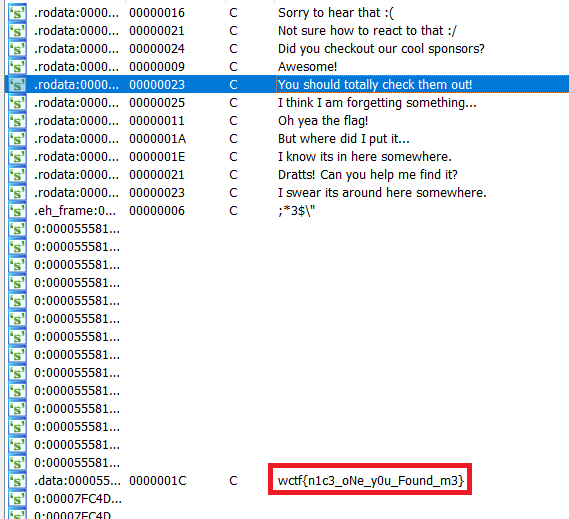 .rodata:0000... 00000016 C Sorry to hear that :(
.rodata:0000... 00000021 C Not sure how to react to that :/
.rodata:0000... 00000024 C Did you checkout our cool sponsors?
.rodata:0000... 00000009 C Awesome!
.rodata:0000... 00000023 C You should totally check them out!
.rodata:0000... 00000025 C I think I am forgetting something...
.rodata:0000... 00000011 C Oh yea the flag!
.rodata:0000... 0000001A C But where did I put it...
.rodata:0000... 0000001E C I know its in here somewhere.
.rodata:0000... 00000021 C Dratts! Can you help me find it?
.rodata:0000... 00000023 C I swear its around here somewhere.
.eh_frame:0... 00000006 C ;*3$\"
0:000055581...
0:000055581...
0:000055581...
0:000055581...
0:000055581...
0:000055581...
0:000055581...
0:000055581...
0:000055581...
0:000055581...
0:000055581...
0:000055581...
0:000055581...
0:000055581...
.data:000055... 0000001C C wctf{n1c3_oNe_y0u_Found_m3}
0:00007FC4D...
0:00007FC4D...